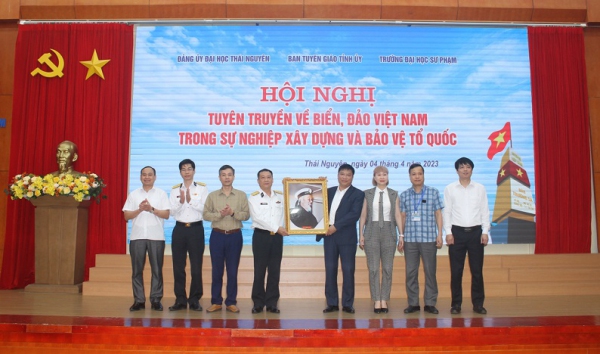 ĐẢNG ỦY ĐẠI HỌC THÁI NGUYÊN BAN TUYÊN GIÁO TỈNH ỦY TRƯỜNG ĐẠI HỌC SƯ PHẠM
HỘI NGHỊ
TUYÊN TRUYỀN VỀ BIỂN, ĐẢO VIỆT NAM
TRONG SỰ NGHIỆP XÂY DỰNG VÀ BẢO VỆ TỔ QUỐC
Thái Nguyên, ngày 04 tháng 4 năm 2023